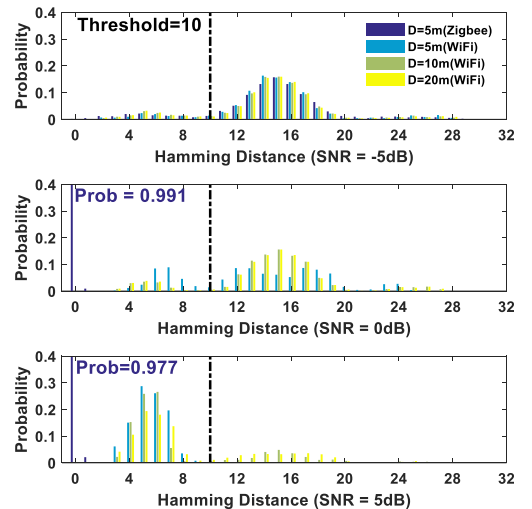 0.4
0.3
0.2
0.1
0
Probability
Threshold=10
D=5m(Zigbee)
D=5m(WiFi)
D=10m(WiFi)
D=20m(WiFi)
0 4 8 12 16 20 24 28 32
Hamming Distance (SNR = -5dB)
0.4
0.3
0.2
0.1
0
Probability
Prob = 0.991
0 4 8 12 16 20 24 28 32
Hamming Distance (SNR = 0dB)
0.4
0.3
0.2
0.1
0
Probability
Prob=0.977
0 4 8 12 16 20 24 28 32
Hamming Distance (SNR = 5dB)